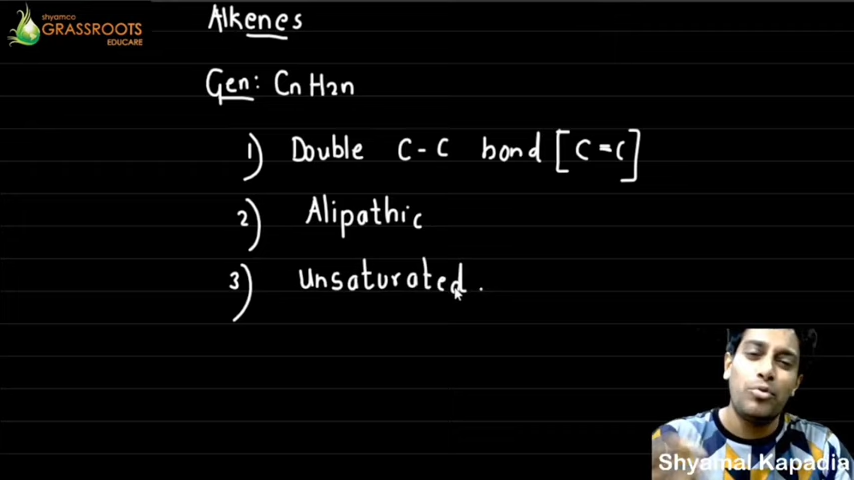 shyamco
GRASSROOTS
EDUCARE
Alkenes
Gen: CnH2n
1) Double C-C bond [C=C]
2) Alipathic
3) Unsaturated.
Shyamal Kapadia